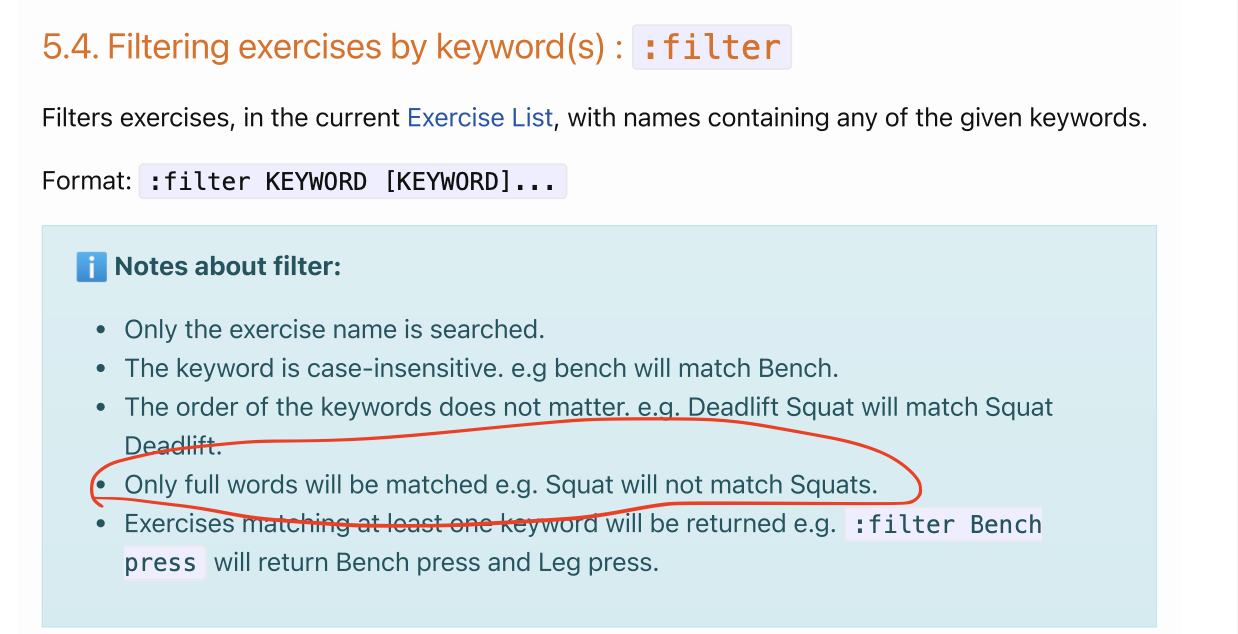 5.4. Filtering exercises by keyword(s) : :filter
Filters exercises, in the current Exercise List, with names containing any of the given keywords.
Format: :filter KEYWORD [KEYWORD]...
i Notes about filter:
• Only the exercise name is searched.
• The keyword is case-insensitive. e.g bench will match Bench.
• The order of the keywords does not matter. e.g. Deadlift Squat will match Squat
Deadlift.
• Only full words will be matched e.g. Squat will not match Squats.
• Exercises matching at least one keyword will be returned e.g. :filter Bench
press will return Bench press and Leg press.